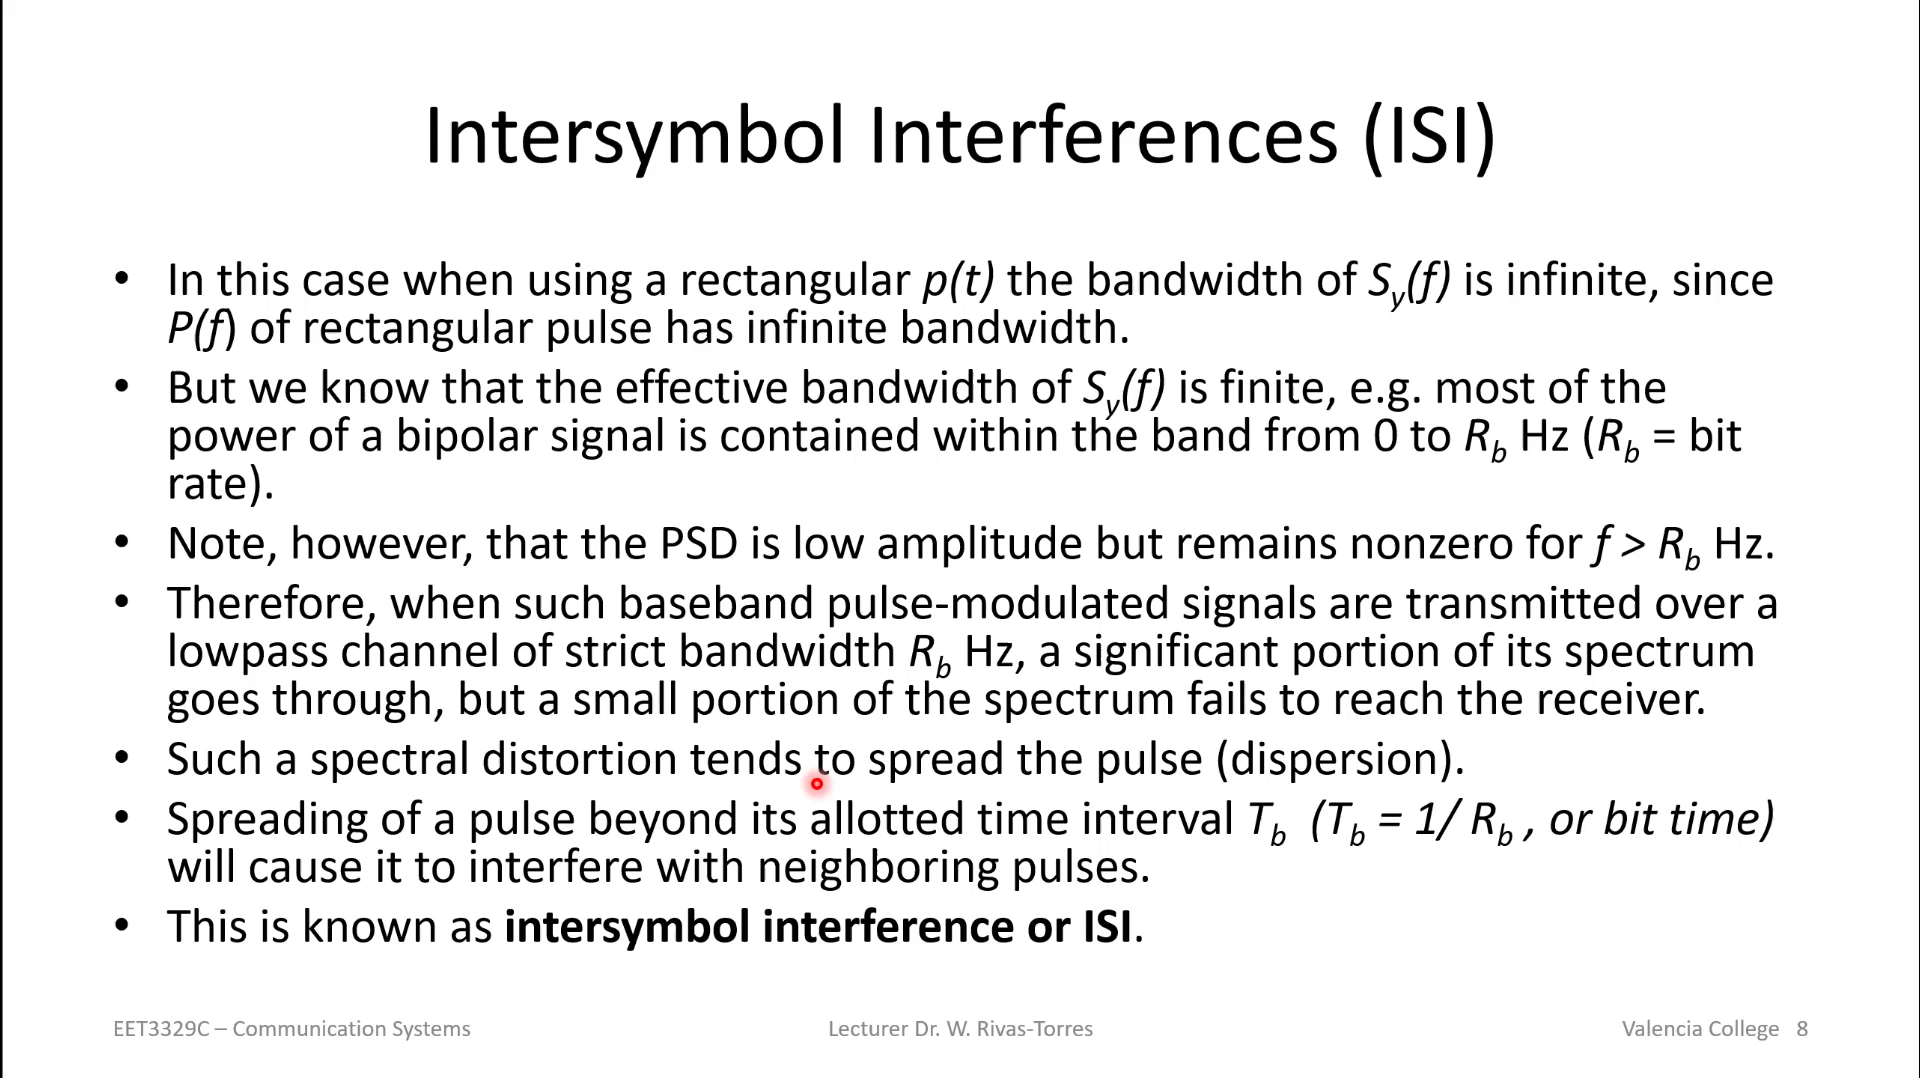 Intersymbol Interferences (ISI)
• In this case when using a rectangular p(t) the bandwidth of Sy(f) is infinite, since
P(f) of rectangular pulse has infinite bandwidth.
• But we know that the effective bandwidth of Sy(f) is finite, e.g. most of the
power of a bipolar signal is contained within the band from 0 to Rb Hz (Rb = bit
rate).
• Note, however, that the PSD is low amplitude but remains nonzero for f > Rb Hz.
• Therefore, when such baseband pulse-modulated signals are transmitted over a
lowpass channel of strict bandwidth Rb Hz, a significant portion of its spectrum
goes through, but a small portion of the spectrum fails to reach the receiver.
• Such a spectral distortion tends to spread the pulse (dispersion).
• Spreading of a pulse beyond its allotted time interval Tb (Tb = 1/ Rb , or bit time)
will cause it to interfere with neighboring pulses.
• This is known as intersymbol interference or ISI.
EET3329C – Communication Systems
Lecturer Dr. W. Rivas-Torres
Valencia College 8